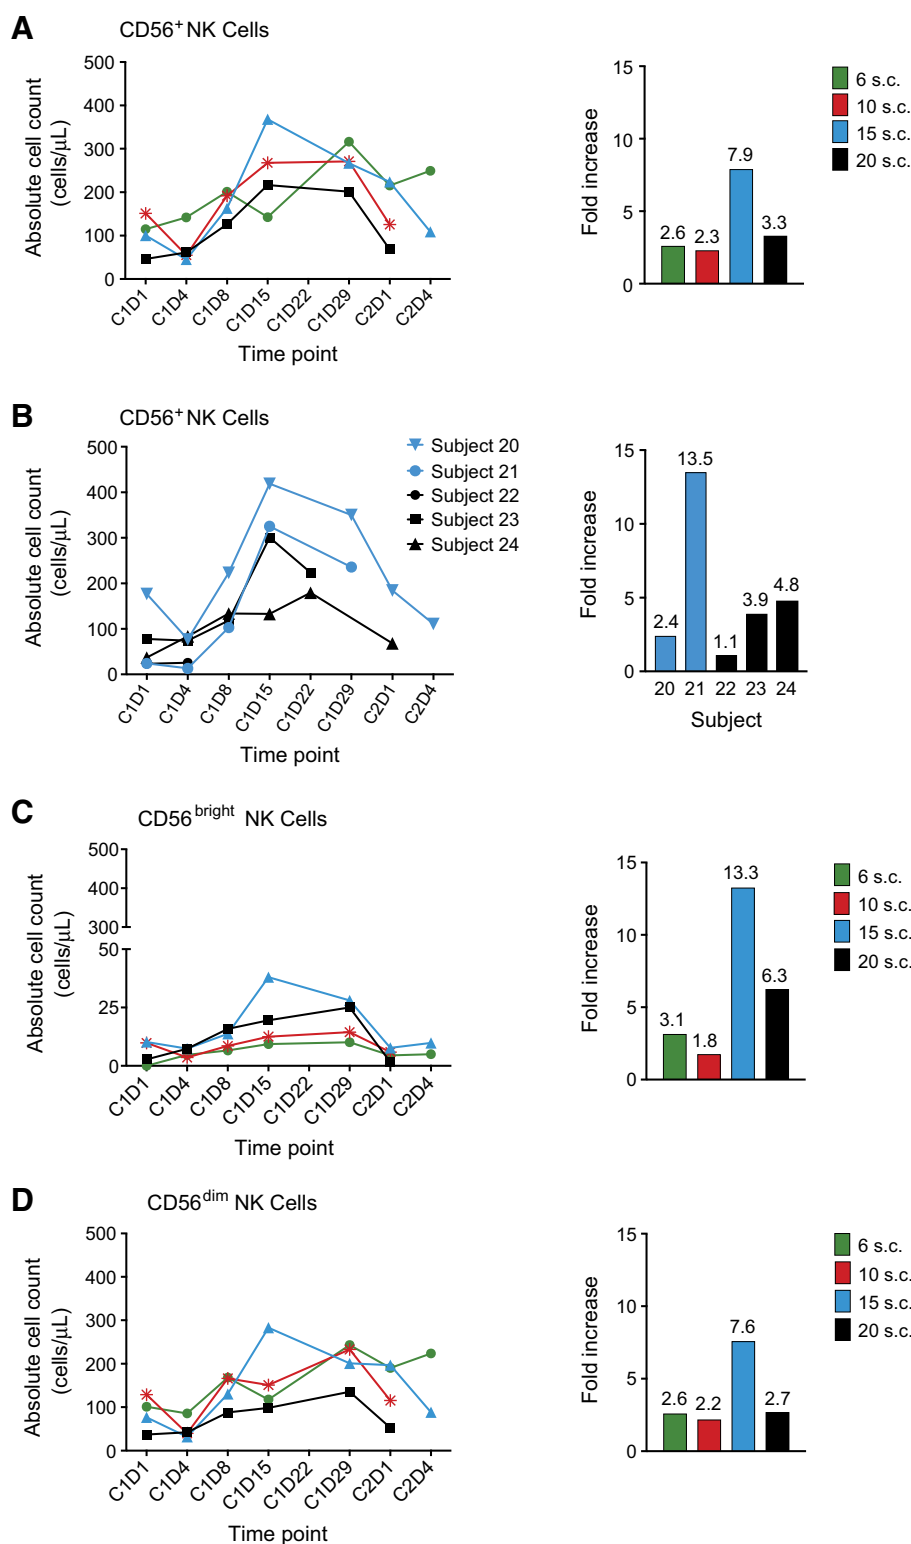 A
CD56+ NK Cells
Absolute cell count
(cells/μL)
500
400
300
200
100
0
C1D1
C1D4
C1D8
C1D15
C1D22
C1D29
C2D1
C2D4
Time point
Fold increase
15
10
5
0
2.6
2.3
7.9
3.3
6 s.c.
10 s.c.
15 s.c.
20 s.c.
B
CD56+ NK Cells
Absolute cell count
(cells/μL)
500
400
300
200
100
0
C1D1
C1D4
C1D8
C1D15
C1D22
C1D29
C2D1
C2D4
Time point
Subject 20
Subject 21
Subject 22
Subject 23
Subject 24
Fold increase
15
10
5
0
2.4
13.5
1.1
3.9
4.8
20 21 22 23 24
Subject
C
CD56bright NK Cells
Absolute cell count
(cells/μL)
500
400
300
50
25
0
C1D1
C1D4
C1D8
C1D15
C1D22
C1D29
C2D1
C2D4
Time point
Fold increase
15
10
5
0
3.1
1.8
13.3
6.3
6 s.c.
10 s.c.
15 s.c.
20 s.c.
D
CD56dim NK Cells
Absolute cell count
(cells/μL)
500
400
300
200
100
0
C1D1
C1D4
C1D8
C1D15
C1D22
C1D29
C2D1
C2D4
Time point
Fold increase
15
10
5
0
2.6
2.2
7.6
2.7
6 s.c.
10 s.c.
15 s.c.
20 s.c.